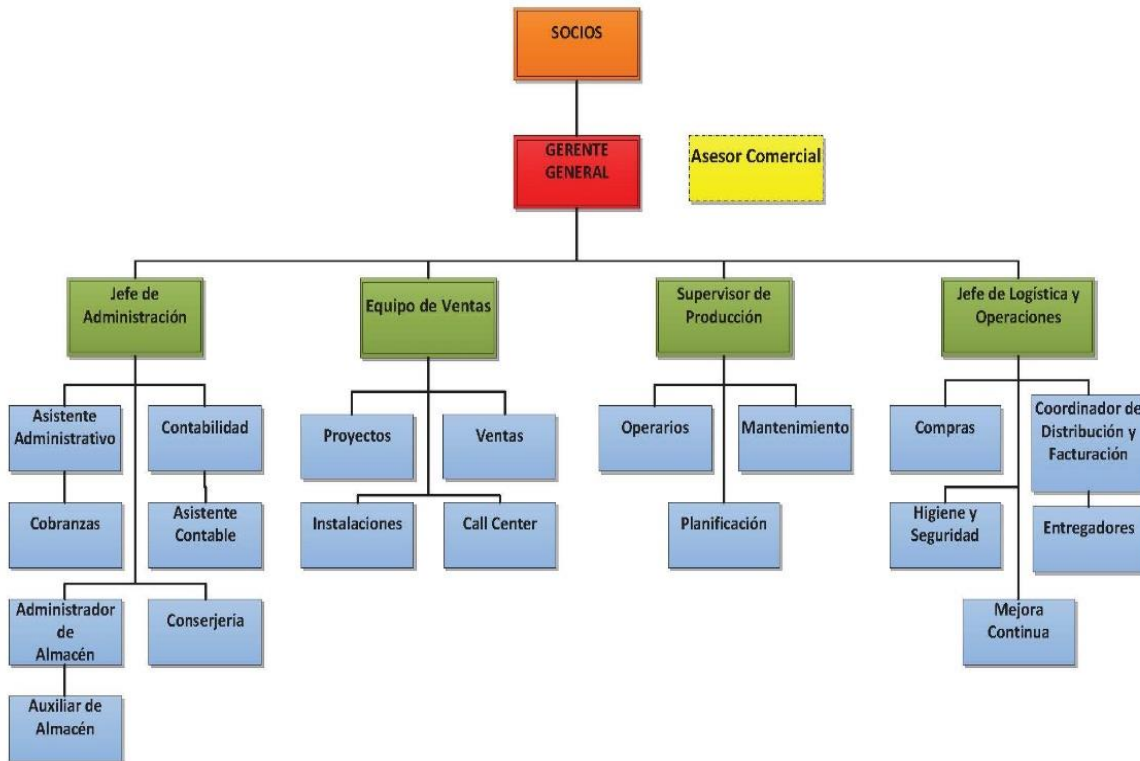 SOCIOS
GERENTE
GENERAL
Asesor Comercial
Jefe de
Administración
Equipo de Ventas
Supervisor de
Producción
Jefe de Logística y
Operaciones
Asistente
Administrativo
Contabilidad
Proyectos
Ventas
Operarios
Mantenimiento
Compras
Coordinador de
Distribución y
Facturación
Cobranzas
Asistente
Contable
Instalaciones
Call Center
Planificación
Higiene y
Seguridad
Entregadores
Administrador
de
Almacén
Conserjería
Mejora
Continua
Auxiliar de
Almacén